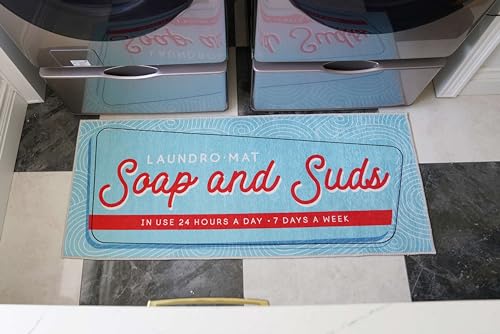 LAUNDRO·MAT
Soap and Suds
IN USE 24 HOURS A DAY · 7 DAYS A WEEK